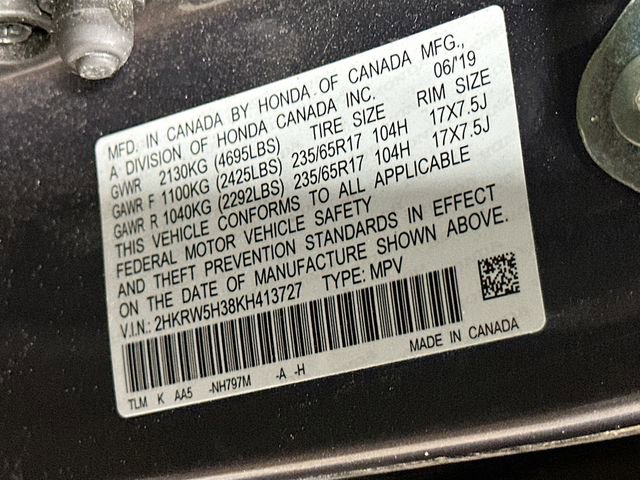 MFD. IN CANADA BY HONDA OF CANADA MFG.,
A DIVISION OF HONDA CANADA INC. 06/'19
GVWR 2130KG (4695LBS) TIRE SIZE RIM SIZE
GAWR F 1100KG (2425LBS) 235/65R17 104H 17X7.5J
GAWR R 1040KG (2292LBS) 235/65R17 104H 17X7.5J
THIS VEHICLE CONFORMS TO ALL APPLICABLE
FEDERAL MOTOR VEHICLE SAFETY
AND THEFT PREVENTION STANDARDS IN EFFECT
ON THE DATE OF MANUFACTURE SHOWN ABOVE.
V.I.N.: 2HKRW5H38KH413727 TYPE: MPV
TLM K AA5 -NH797M -A -H MADE IN CANADA